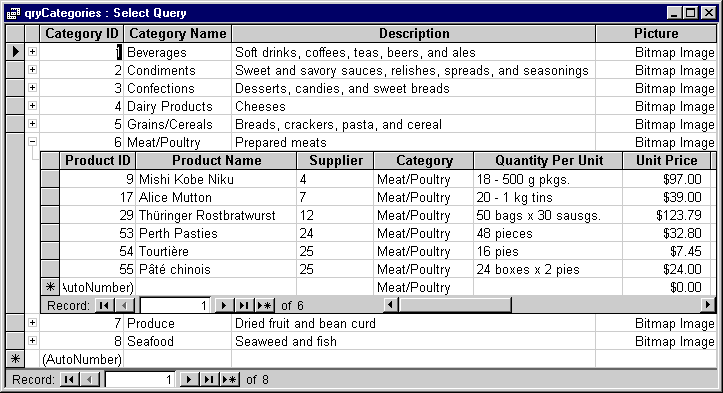 qryCategories : Select Query
Category ID Category Name Description Picture
1 Beverages Soft drinks, coffees, teas, beers, and ales Bitmap Image
2 Condiments Sweet and savory sauces, relishes, spreads, and seasonings Bitmap Image
3 Confections Desserts, candies, and sweet breads Bitmap Image
4 Dairy Products Cheeses Bitmap Image
5 Grains/Cereals Breads, crackers, pasta, and cereal Bitmap Image
6 Meat/Poultry Prepared meats Bitmap Image
Product ID Product Name Supplier Category Quantity Per Unit Unit Price
9 Mishi Kobe Niku 4 Meat/Poultry 18 - 500 g pkgs. $97.00
17 Alice Mutton 7 Meat/Poultry 20 - 1 kg tins $39.00
29 Thüringer Rostbratwurst 12 Meat/Poultry 50 bags x 30 sausgs. $123.79
53 Perth Pasties 24 Meat/Poultry 48 pieces $32.80
54 Tourtière 25 Meat/Poultry 16 pies $7.45
55 Pâté chinois 25 Meat/Poultry 24 boxes x 2 pies $24.00
AutoNumber) Meat/Poultry $0.00
Record: 1 of 6
7 Produce Dried fruit and bean curd Bitmap Image
8 Seafood Seaweed and fish Bitmap Image
(AutoNumber)
Record: 1 of 8